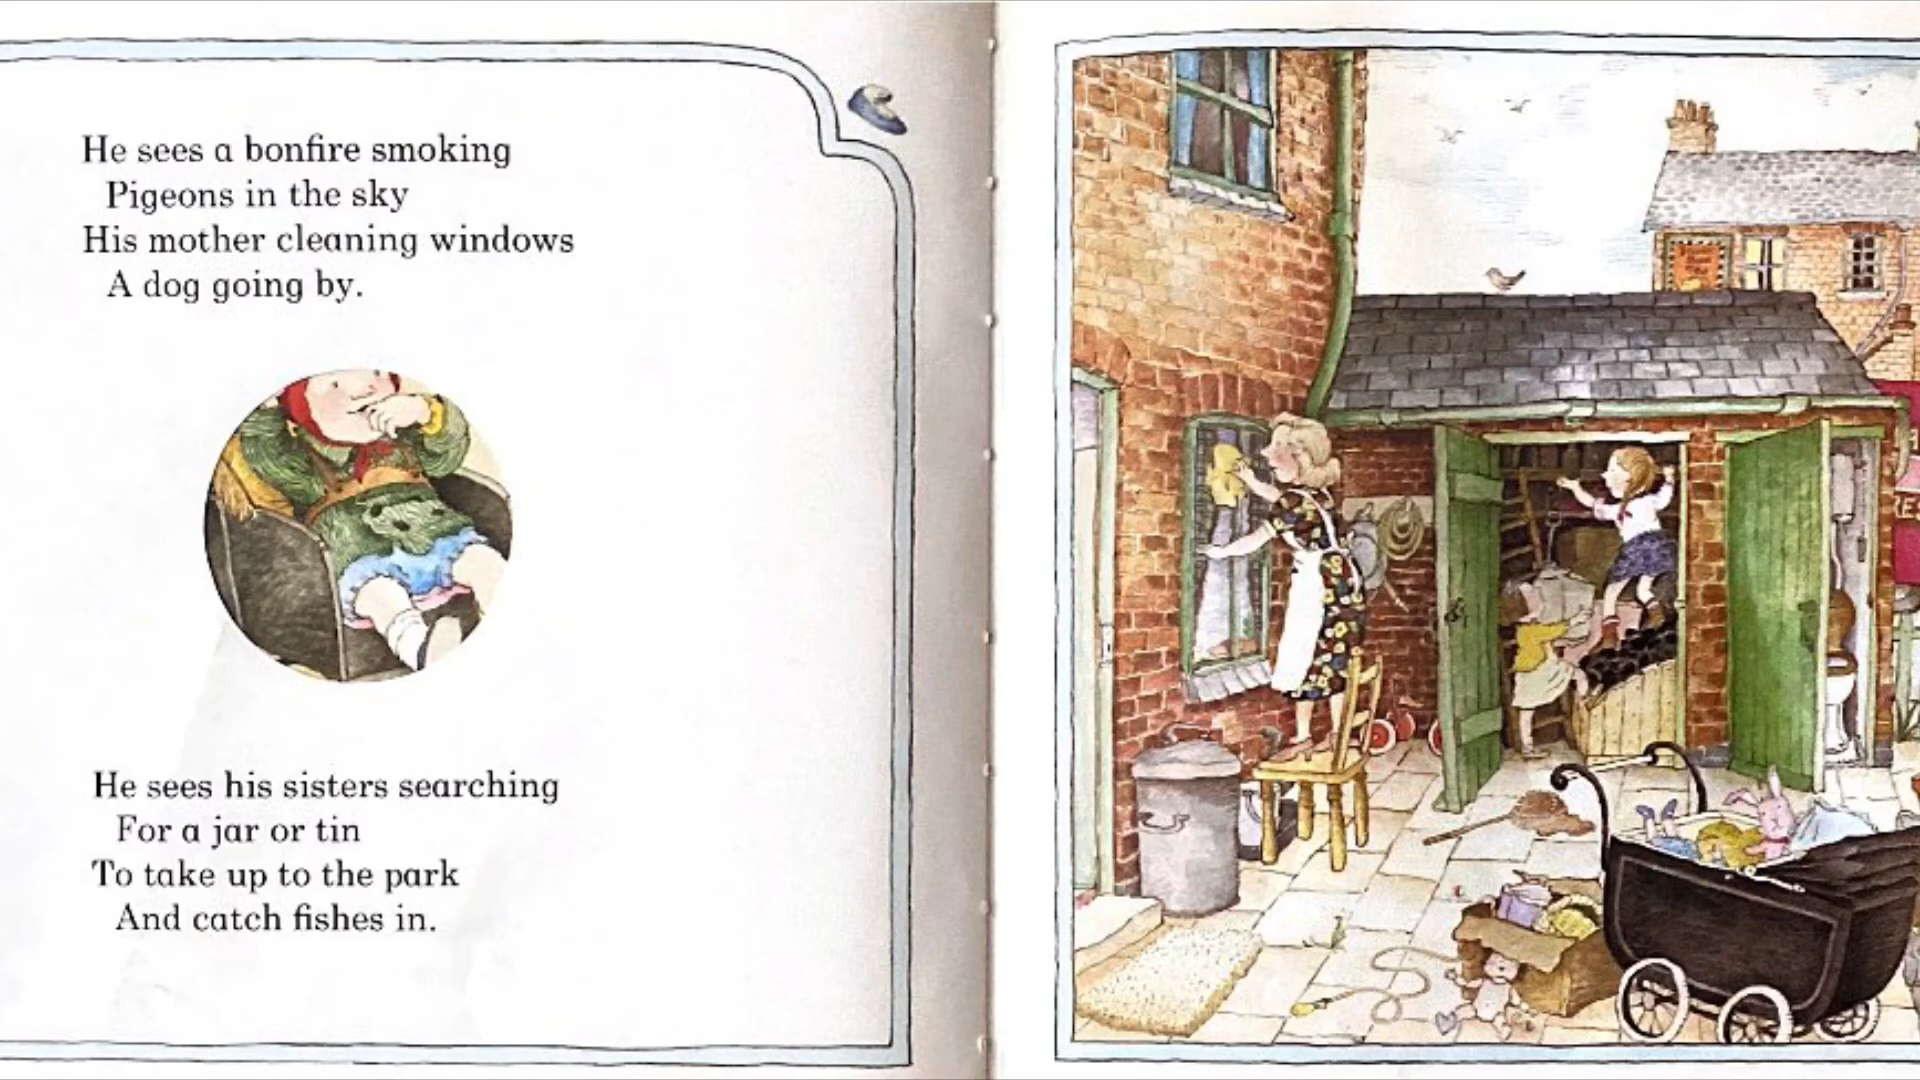 He sees a bonfire smoking
Pigeons in the sky
His mother cleaning windows
A dog going by.
He sees his sisters searching
For a jar or tin
To take up to the park
And catch fishes in.